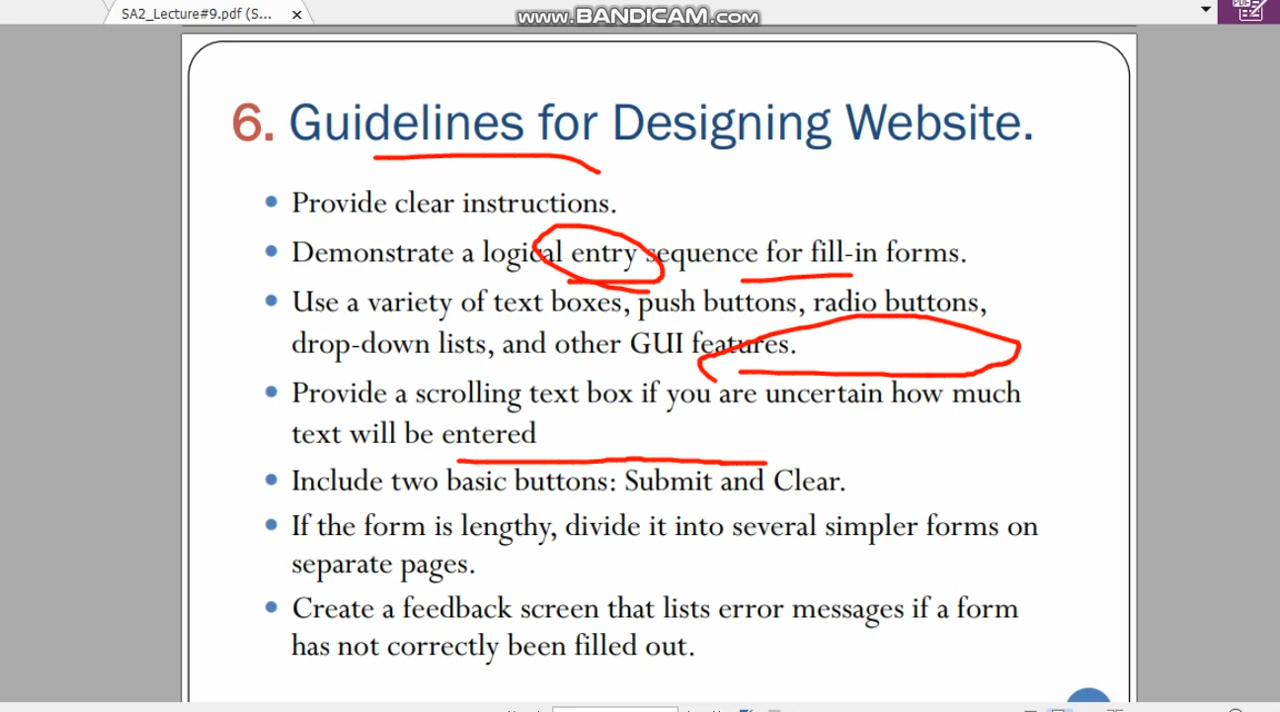 SA2_Lecture#9.pdf (S...
www.BANDICAM.com
PDF
6. Guidelines for Designing Website.
• Provide clear instructions.
• Demonstrate a logical entry sequence for fill-in forms.
• Use a variety of text boxes, push buttons, radio buttons,
drop-down lists, and other GUI features.
• Provide a scrolling text box if you are uncertain how much
text will be entered
• Include two basic buttons: Submit and Clear.
• If the form is lengthy, divide it into several simpler forms on
separate pages.
• Create a feedback screen that lists error messages if a form
has not correctly been filled out.